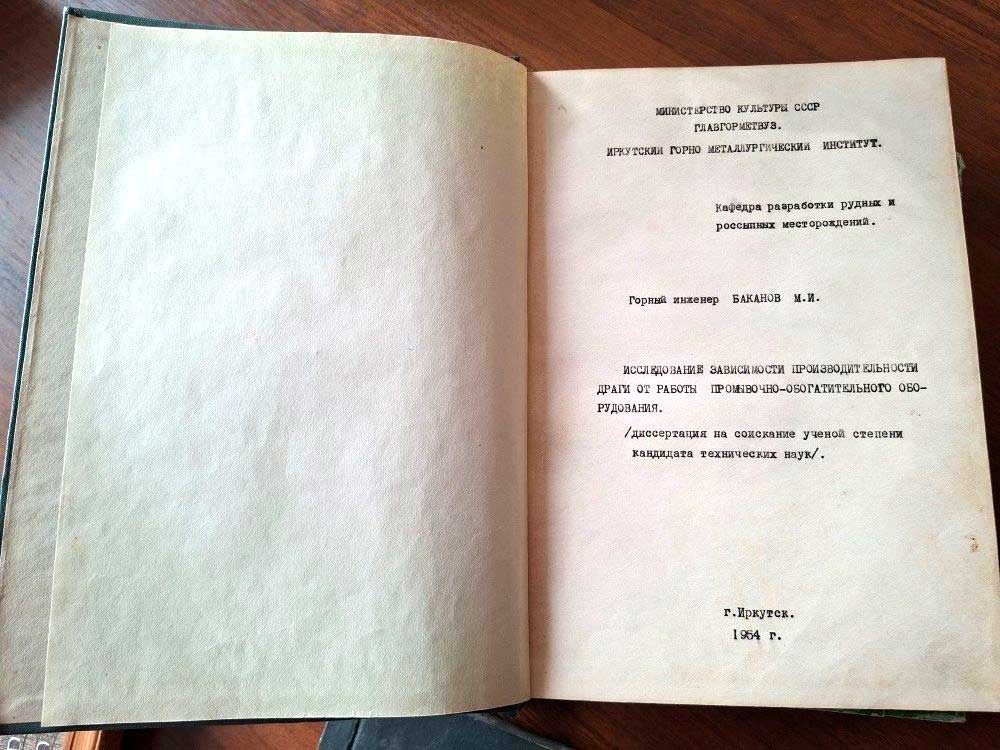 МИНИСТЕРСТВО КУЛЬТУРЫ СССР
ГЛАВГОРМЕТВУЗ.
ИРКУТСКИЙ ГОРНО МЕТАЛЛУРГИЧЕСКИЙ ИНСТИТУТ.
Кафедра разработки рудных и
россыпных месторождений.
Горный инженер БАКАНОВ М.И.
ИССЛЕДОВАНИЕ ЗАВИСИМОСТИ ПРОИЗВОДИТЕЛЬНОСТИ
ДРАГИ ОТ РАБОТЫ ПРОМЫВОЧНО-ОБОГАТИТЕЛЬНОГО ОБО-
РУДОВАНИЯ.
/диссертация на соискание ученой степени
кандидата технических наук/.
г.Иркутск.
1954 г.